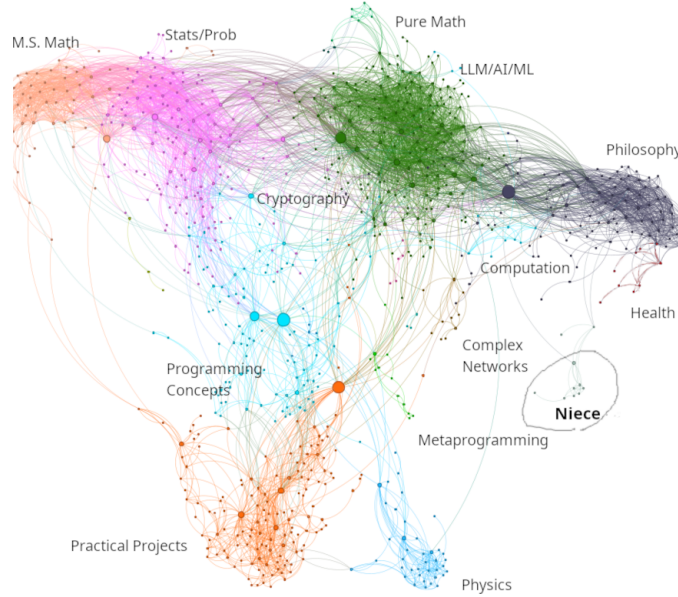 M.S. Math
Stats/Prob
Pure Math
LLM/AI/ML
Philosophy
Cryptography
Computation
Health
Complex
Networks
Programming
Concepts
Niece
Metaprogramming
Practical Projects
Physics